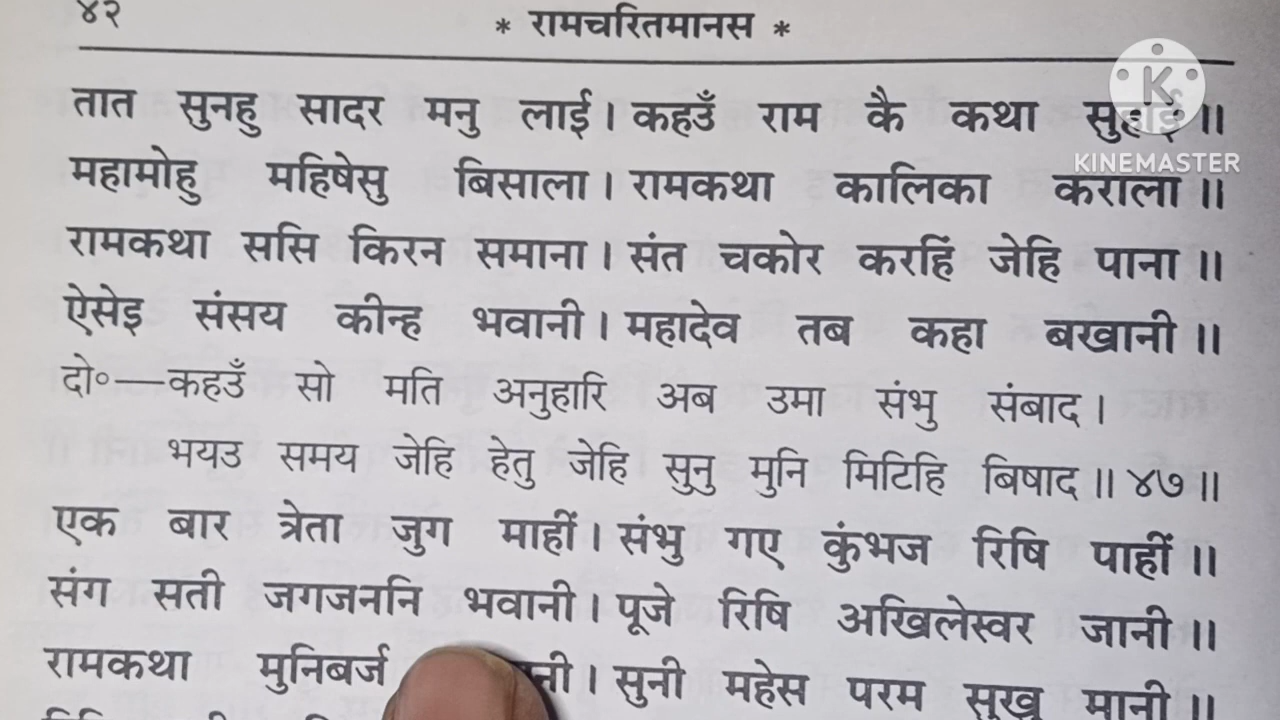 ४२
* रामचरितमानस *
K
KINEMASTER
तात सुनहु सादर मनु लाई। कहउँ राम कै कथा सुहाई॥
महामोहु महिषेसु बिसाला। रामकथा कालिका कराला॥
रामकथा ससि किरन समाना। संत चकोर करहिं जेहि पाना॥
ऐसेइ संसय कीन्ह भवानी। महादेव तब कहा बखानी॥
दो०—कहउँ सो मति अनुहारि अब उमा संभु संबाद।
भयउ समय जेहि हेतु जेहि सुनु मुनि मिटिहि बिषाद॥ ४७॥
एक बार त्रेता जुग माहीं। संभु गए कुंभज रिषि पाहीं॥
संग सती जगजननि भवानी। पूजे रिषि अखिलेस्वर जानी॥
रामकथा मुनिबर्ज नी। सुनी महेस परम सुखु मानी॥